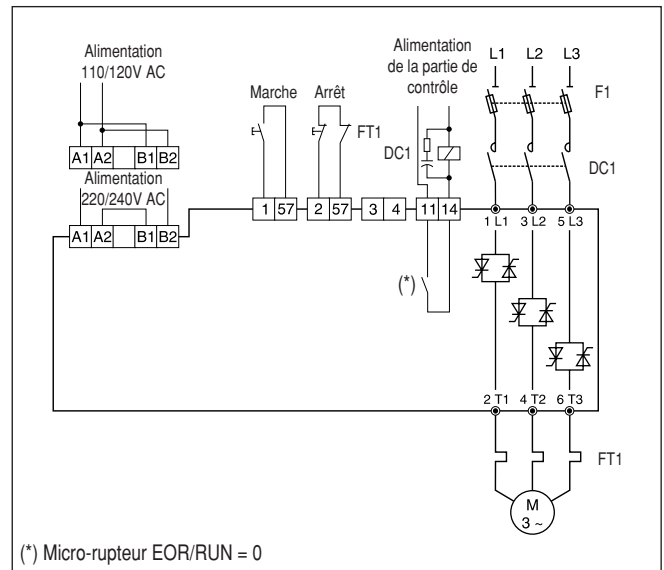 Alimentation
110/120V AC
A1 A2 B1 B2
Alimentation
220/240V AC
A1 A2 B1 B2
Marche
Arrêt
FT1
1 57
2 57
3 4
11 14
Alimentation
de la partie de
contrôle
DC1
(*)
L1 L2 L3
F1
DC1
1 L1 3 L2 5 L3
2 T1 4 T2 6 T3
FT1
M
3 ~
(*) Micro-rupteur EOR/RUN = 0